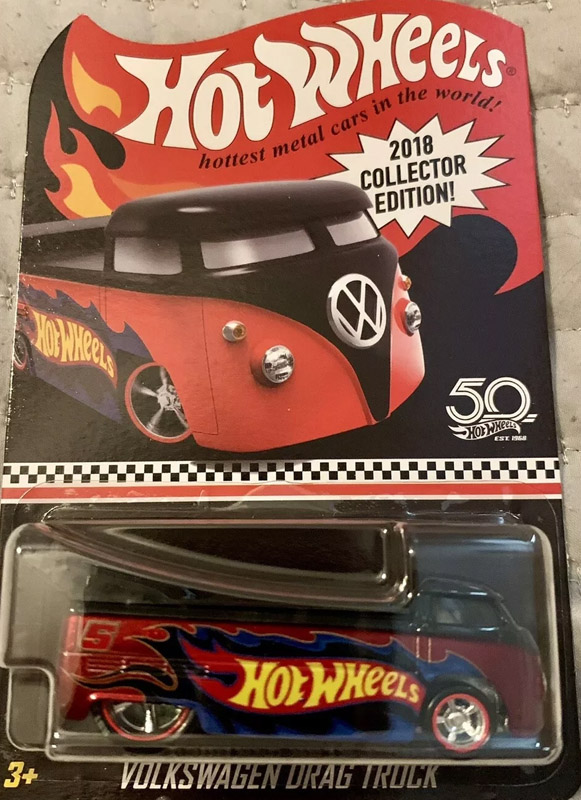 HOT WHEELS®
hottest metal cars in the world!
2018
COLLECTOR
EDITION!
HOT WHEELS
50
HOT WHEELS
EST. 1968
5
HOT WHEELS
3+
VOLKSWAGEN DRAG TRUCK